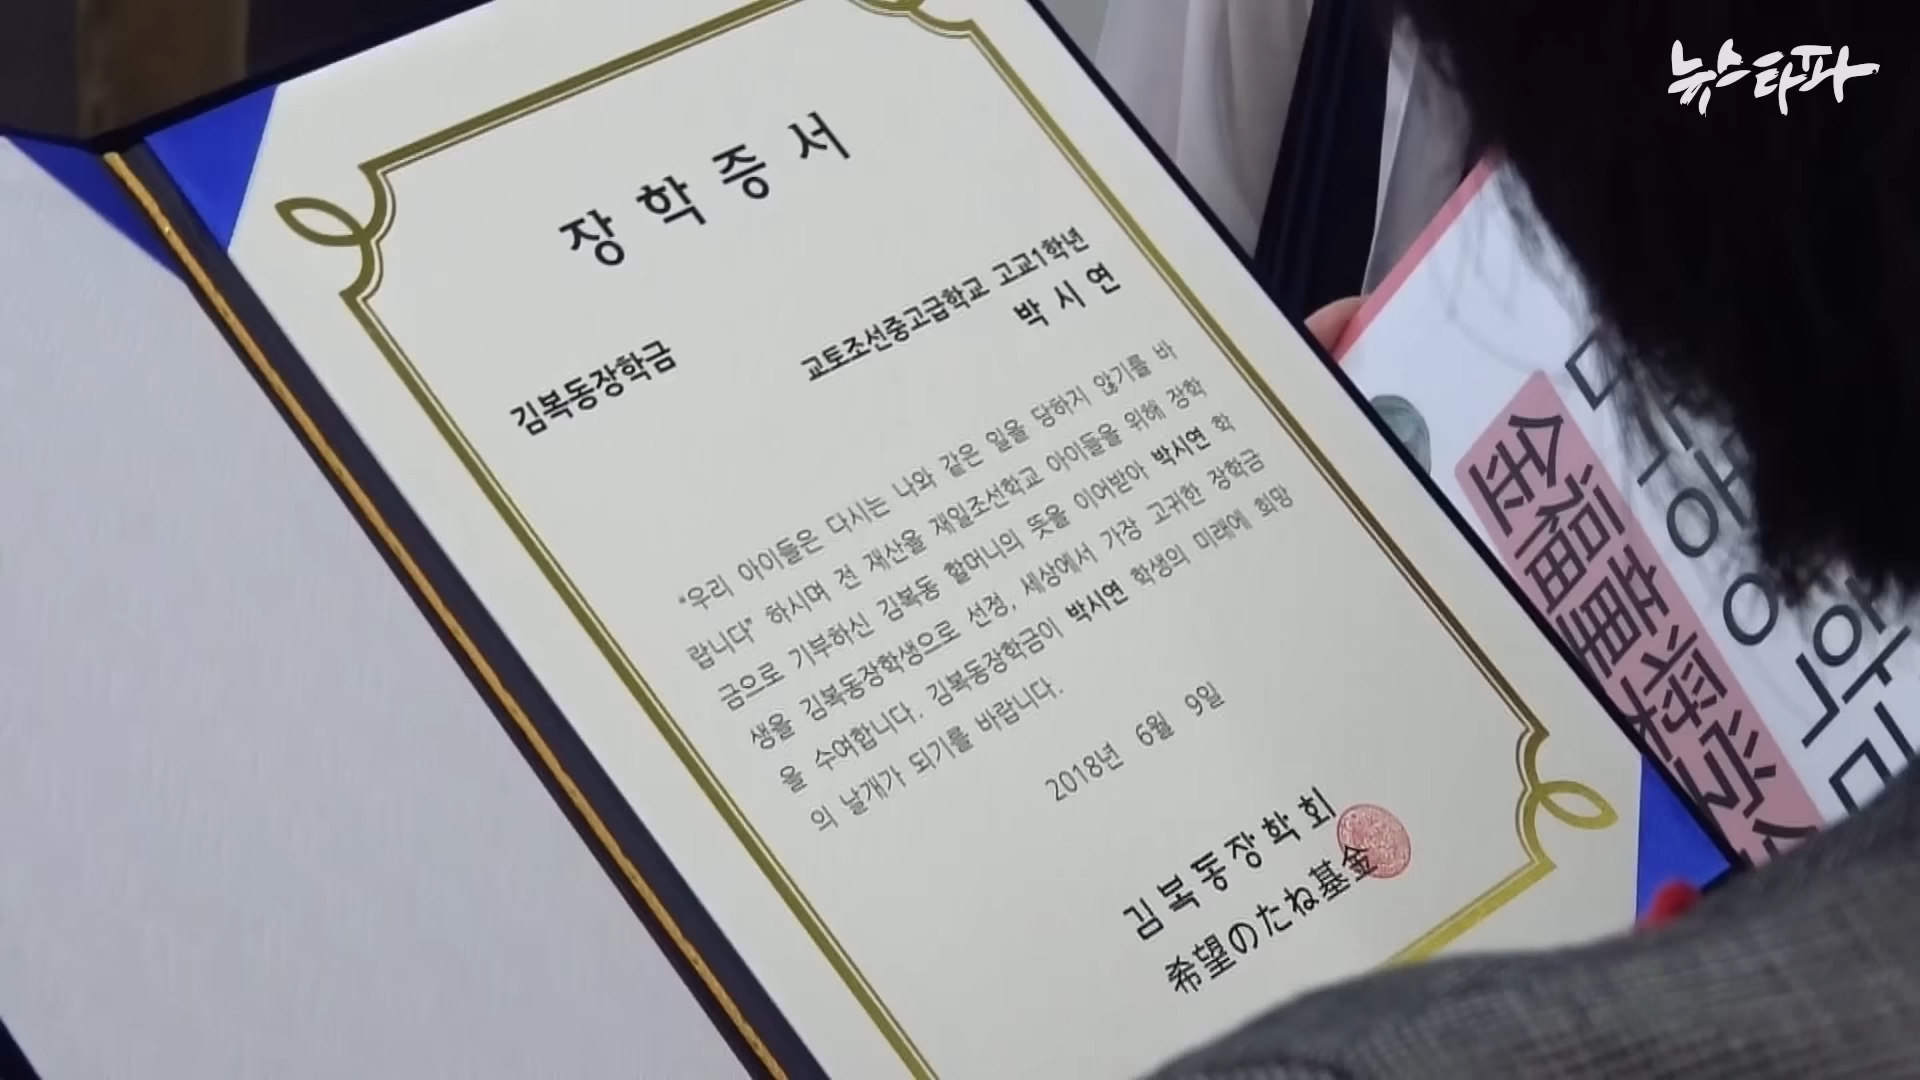 뉴스타파
장학증서
김복동장학금
교토조선중고급학교 고교1학년
박시연
"우리 아이들은 다시는 나와 같은 일을 당하지 않기를 바
랍니다" 하시며 전 재산을 재일조선학교 아이들을 위해 장학
금으로 기부하신 김복동 할머니의 뜻을 이어받아 박시연 학
생을 김복동장학생으로 선정, 세상에서 가장 고귀한 장학금
을 수여합니다. 김복동장학금이 박시연 학생의 미래에 희망
의 날개가 되기를 바랍니다.
2018년 6월 9일
김복동장학회
希望のたね基金
金福童奨学金